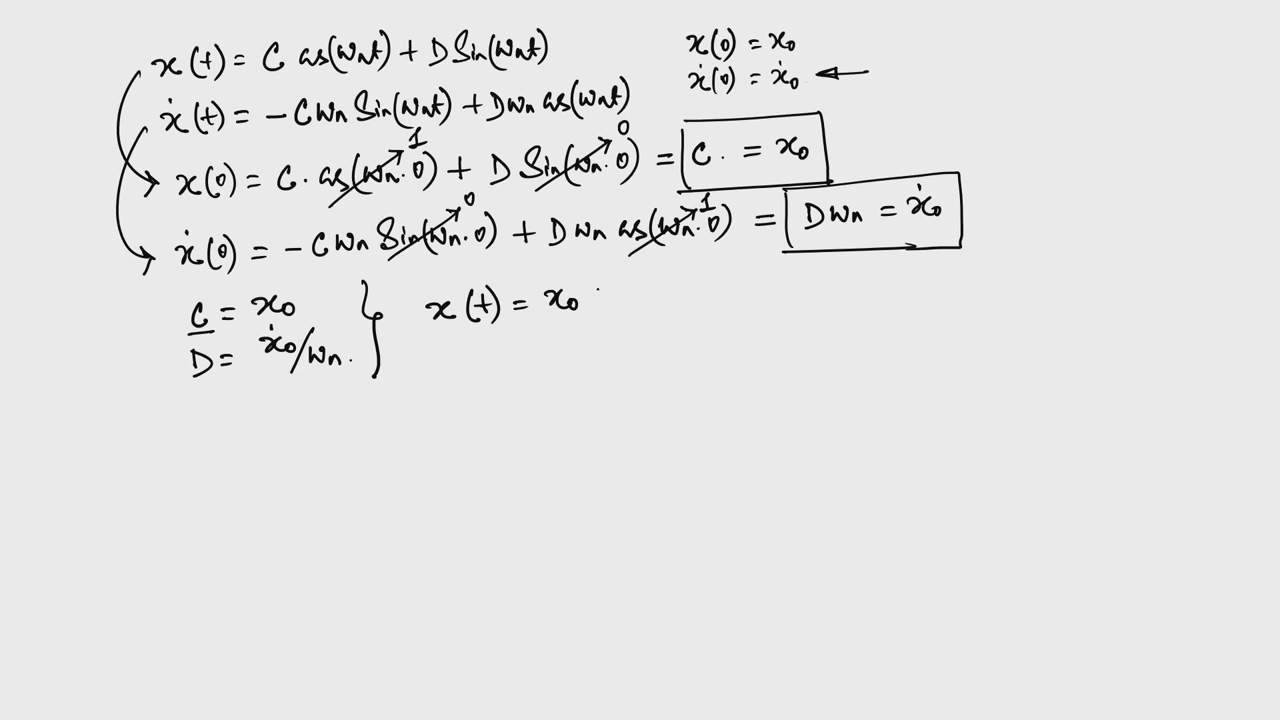 x(t) = C cos(ωnt) + D Sin(ωnt)
x(0) = x₀
ẋ(t) = -Cωn Sin(ωnt) + Dωn cos(ωnt)
ẋ(0) = ẋ₀ ←
x(0) = C. cos(ωn.0) ↗1 + D Sin(ωn.0) ↗0 = C. = x₀
ẋ(0) = -Cωn Sin(ωn.0) ↗0 + Dωn cos(ωn.0) ↗1 = Dωn = ẋ₀
C = x₀
D = ẋ₀/ωn.
} x(t) = x₀